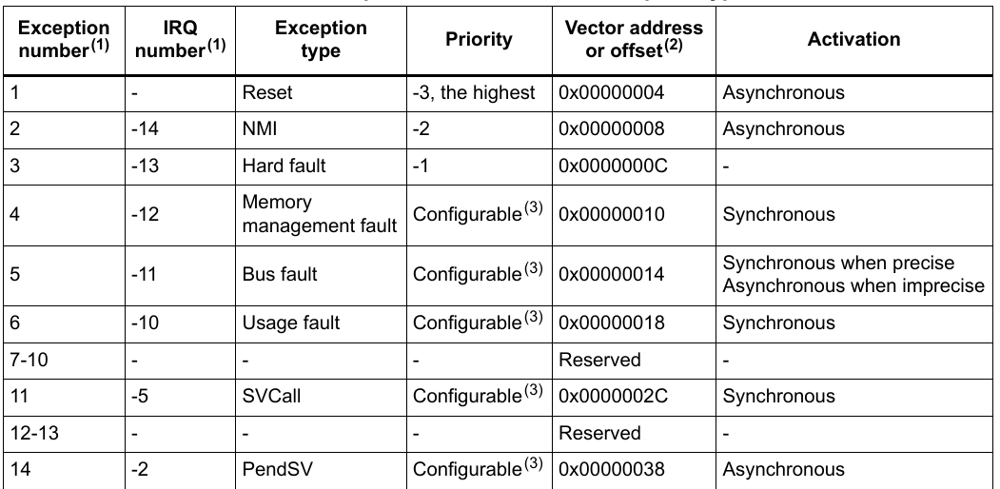 Exception number(1) IRQ number(1) Exception type Priority Vector address or offset(2) Activation
1 - Reset -3, the highest 0x00000004 Asynchronous
2 -14 NMI -2 0x00000008 Asynchronous
3 -13 Hard fault -1 0x0000000C -
4 -12 Memory management fault Configurable(3) 0x00000010 Synchronous
5 -11 Bus fault Configurable(3) 0x00000014 Synchronous when precise Asynchronous when imprecise
6 -10 Usage fault Configurable(3) 0x00000018 Synchronous
7-10 - - - Reserved -
11 -5 SVCall Configurable(3) 0x0000002C Synchronous
12-13 - - - Reserved -
14 -2 PendSV Configurable(3) 0x00000038 Asynchronous